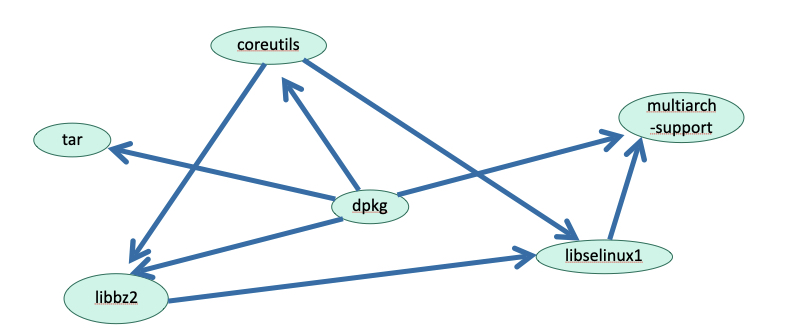 coreutils
multiarch
-support
tar
dpkg
libselinux1
libbz2